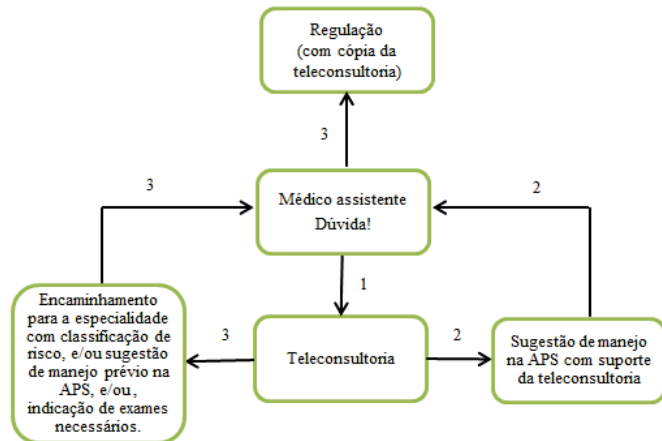 Regulação
(com cópia da
teleconsultoria)
3
3
2
Médico assistente
Dúvida!
1
Encaminhamento
para a especialidade
com classificação de
risco, e/ou sugestão
de manejo prévio na
APS, e/ou ,
indicação de exames
necessários.
3
Teleconsultoria
2
Sugestão de manejo
na APS com suporte
da teleconsultoria